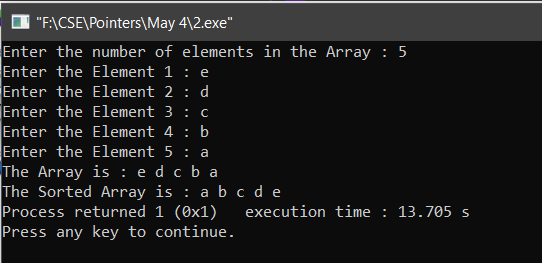 "F:\CSE\Pointers\May 4\2.exe"
Enter the number of elements in the Array : 5
Enter the Element 1 : e
Enter the Element 2 : d
Enter the Element 3 : c
Enter the Element 4 : b
Enter the Element 5 : a
The Array is : e d c b a
The Sorted Array is : a b c d e
Process returned 1 (0x1)   execution time : 13.705 s
Press any key to continue.